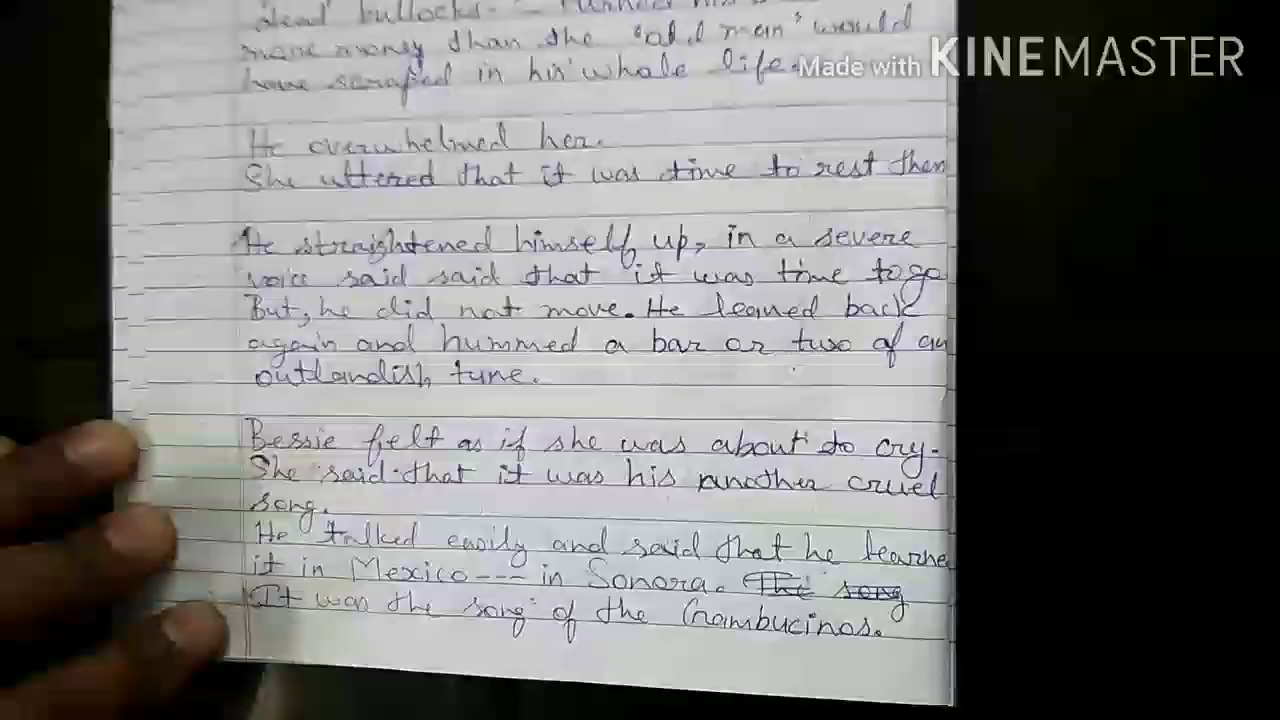 dead bullocks
more money than the old man would
have scraped in his whole life.
Made with KINEMASTER
He overwhelmed her.
She uttered that it was time to rest then
He straightened himself up, in a severe
voice said said that it was time to go
But, he did not move. He leaned back
again and hummed a bar or two of an
outlandish tune.
Bessie felt as if she was about to cry.
She said that it was his another cruel
song.
He talked easily and said that he learne
it in Mexico --- in Sonora. The song
It was the song of the Gambucinos.